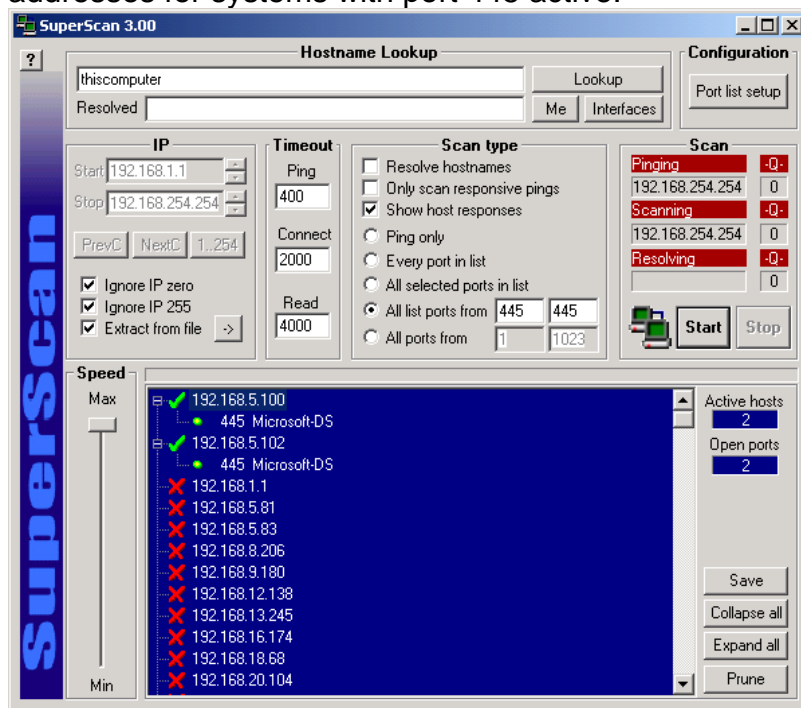 addresses for systems with port 445 active.
SuperScan 3.00
?
SuperScan
Hostname Lookup
thiscomputer
Lookup
Resolved
Me
Interfaces
Configuration
Port list setup
IP
Start 192.168.1.1
Stop 192.168.254.254
PrevC
NextC
1..254
Ignore IP zero
Ignore IP 255
Extract from file
->
Timeout
Ping
400
Connect
2000
Read
4000
Scan type
Resolve hostnames
Only scan responsive pings
Show host responses
Ping only
Every port in list
All selected ports in list
All list ports from 445 445
All ports from 1 1023
Scan
Pinging -Q-
192.168.254.254 0
Scanning -Q-
192.168.254.254 0
Resolving -Q-
0
Start
Stop
Speed
Max
Min
192.168.5.100
445 Microsoft-DS
192.168.5.102
445 Microsoft-DS
192.168.1.1
192.168.5.81
192.168.5.83
192.168.8.206
192.168.9.180
192.168.12.138
192.168.13.245
192.168.16.174
192.168.18.68
192.168.20.104
Active hosts
2
Open ports
2
Save
Collapse all
Expand all
Prune